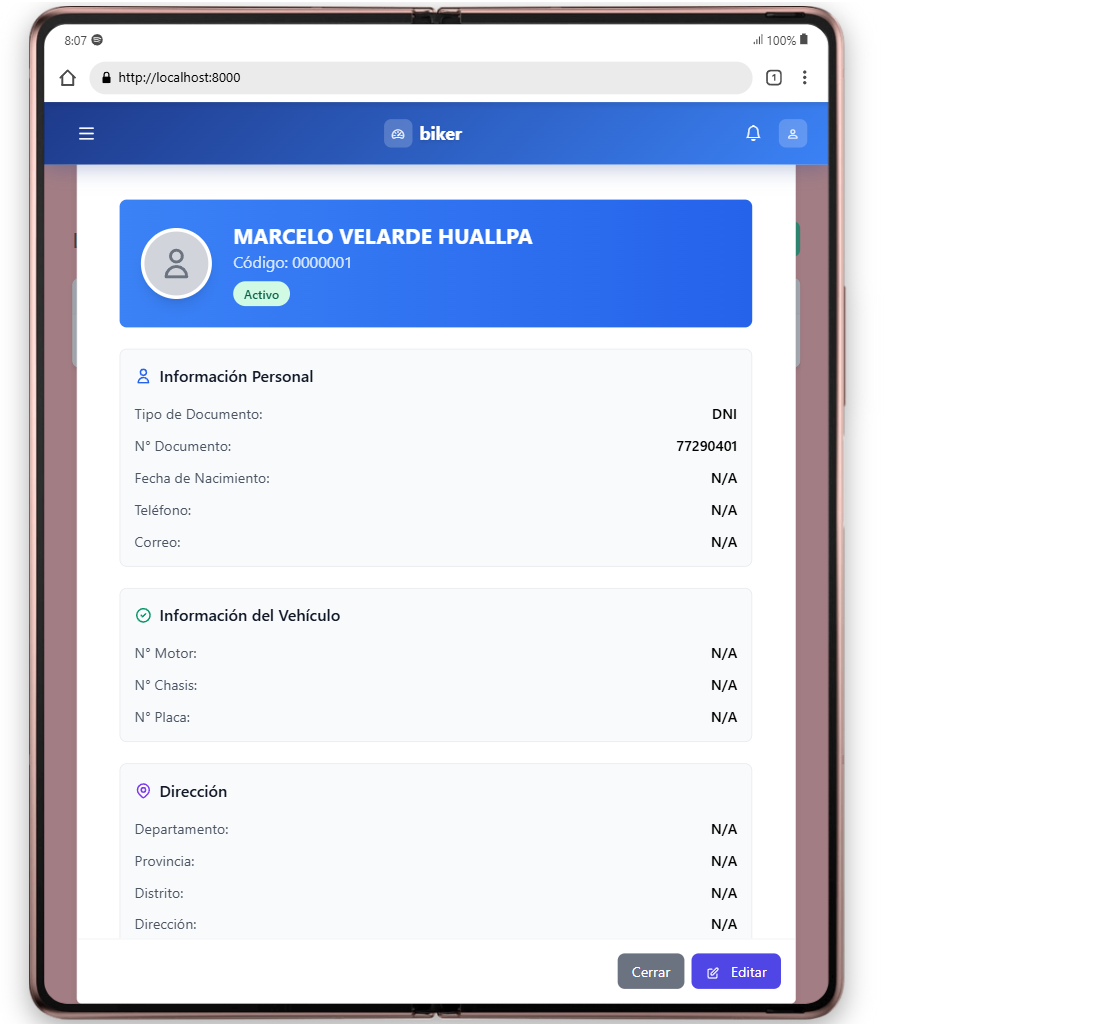 8:07
100%
http://localhost:8000
1
biker
MARCELO VELARDE HUALLPA
Código: 0000001
Activo
Información Personal
Tipo de Documento: DNI
N° Documento: 77290401
Fecha de Nacimiento: N/A
Teléfono: N/A
Correo: N/A
Información del Vehículo
N° Motor: N/A
N° Chasis: N/A
N° Placa: N/A
Dirección
Departamento: N/A
Provincia: N/A
Distrito: N/A
Dirección: N/A
Cerrar
Editar